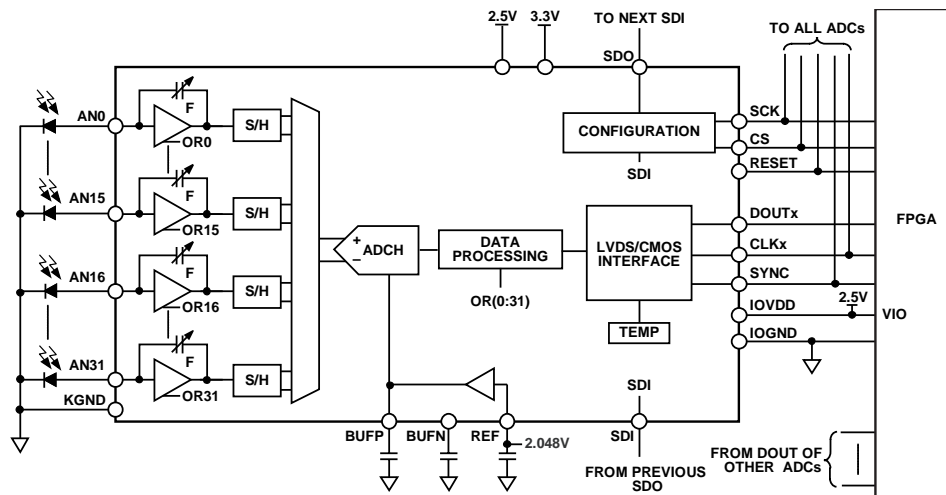 2.5V
3.3V
TO NEXT SDI
SDO
TO ALL ADCs
AN0
F
OR0
S/H
CONFIGURATION
SDI
SCK
CS
RESET
AN15
F
OR15
S/H
ADCH
DATA
PROCESSING
OR(0:31)
LVDS/CMOS
INTERFACE
TEMP
DOUTx
CLKx
SYNC
IOVDD
2.5V
VIO
IOGND
FPGA
AN16
F
OR16
S/H
AN31
F
OR31
S/H
KGND
BUFP
BUFN
REF
2.048V
SDI
SDI
FROM PREVIOUS
SDO
FROM DOUT OF
OTHER ADCs
+
–